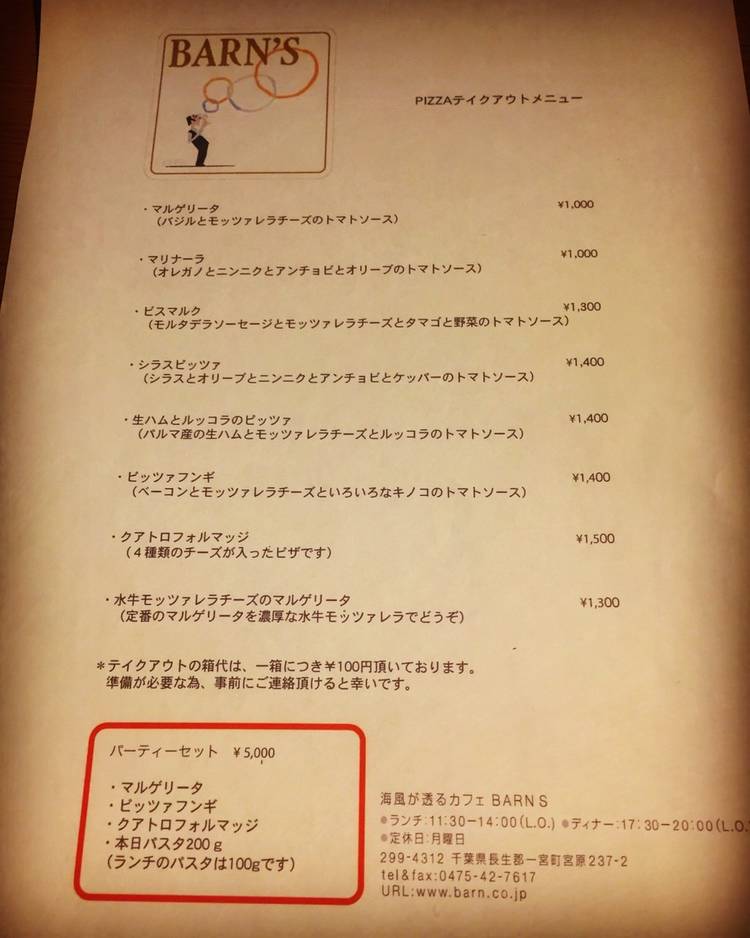 BARN'S
PIZZAテイクアウトメニュー
・マルゲリータ ¥1,000
（バジルとモッツァレラチーズのトマトソース）
・マリナーラ ¥1,000
（オレガノとニンニクとアンチョビとオリーブのトマトソース）
・ビスマルク ¥1,300
（モルタデラソーセージとモッツァレラチーズとタマゴと野菜のトマトソース）
・シラスピッツァ ¥1,400
（シラスとオリーブとニンニクとアンチョビとケッパーのトマトソース）
・生ハムとルッコラのピッツァ ¥1,400
（パルマ産の生ハムとモッツァレラチーズとルッコラのトマトソース）
・ピッツァフンギ ¥1,400
（ベーコンとモッツァレラチーズといろいろなキノコのトマトソース）
・クアトロフォルマッジ ¥1,500
（４種類のチーズが入ったピザです）
・水牛モッツァレラチーズのマルゲリータ ¥1,300
（定番のマルゲリータを濃厚な水牛モッツァレラでどうぞ）
＊テイクアウトの箱代は、一箱につき￥100円頂いております。
準備が必要な為、事前にご連絡頂けると幸いです。
パーティーセット ￥5,000
・マルゲリータ
・ピッツァフンギ
・クアトロフォルマッジ
・本日パスタ200ｇ
（ランチのパスタは100gです）
海風が透るカフェ BARN S
●ランチ:11:30-14:00(L.O.) ●ディナー:17:30-20:00(L.O.
●定休日:月曜日
299-4312 千葉県長生郡一宮町宮原237-2
tel&fax:0475-42-7617
URL:www.barn.co.jp